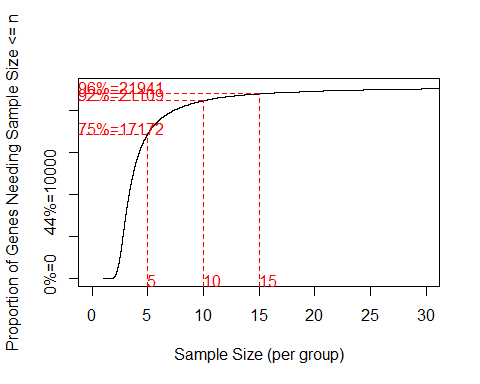 Proportion of Genes Needing Sample Size <= n
96%=21941
92%=21109
75%=17172
44%=10000
0%=0
5
10
15
0 5 10 15 20 25 30
Sample Size (per group)